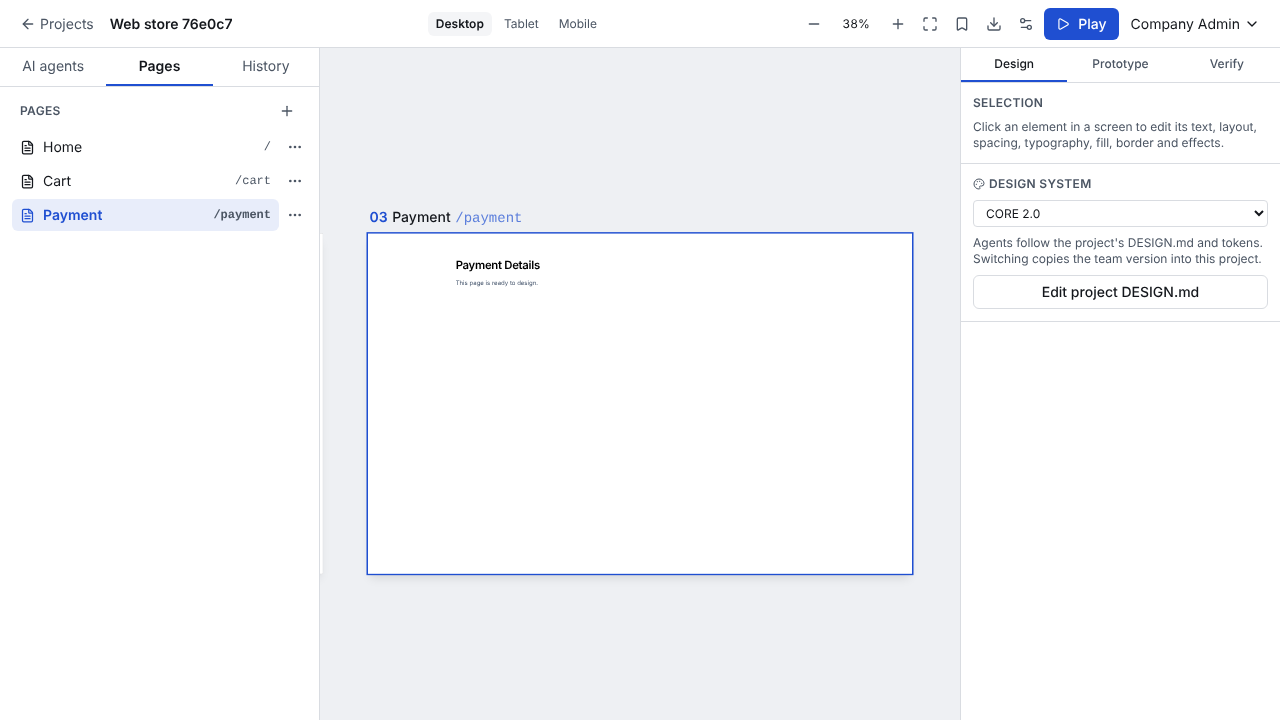 Projects
Web store 76e0c7
Desktop
Tablet
Mobile
38%
Play
Company Admin
AI agents
Pages
History
PAGES
Home
/
Cart
/cart
Payment
/payment
03 Payment /payment
Payment Details
This page is ready to design.
Design
Prototype
Verify
SELECTION
Click an element in a screen to edit its text, layout,
spacing, typography, fill, border and effects.
DESIGN SYSTEM
CORE 2.0
Agents follow the project's DESIGN.md and tokens.
Switching copies the team version into this project.
Edit project DESIGN.md